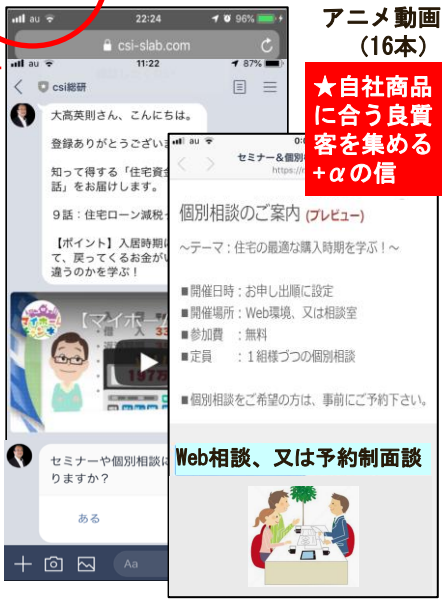 au 22:24 96%
csi-slab.com
au 11:22 87%
csi総研
大高英則さん、こんにちは。
登録ありがとうござい
知って得する「住宅資
話」をお届けします。
9話：住宅ローン減税
【ポイント】入居時期
て、戻ってくるお金が
違うのかを学ぶ！
【マイホー
セミナーや個別相談に
りますか？
ある
Aa
アニメ動画
（16本）
★自社商品
に合う良質
客を集める
+αの信
au
セミナー＆個別
https://
個別相談のご案内 (プレビュー)
～テーマ：住宅の最適な購入時期を学ぶ！～
■開催日時：お申し出順に設定
■開催場所：Web環境、又は相談室
■参加費　：無料
■定員　　：1組様づつの個別相談
■個別相談をご希望の方は、事前にご予約下さい。
Web相談、又は予約制面談